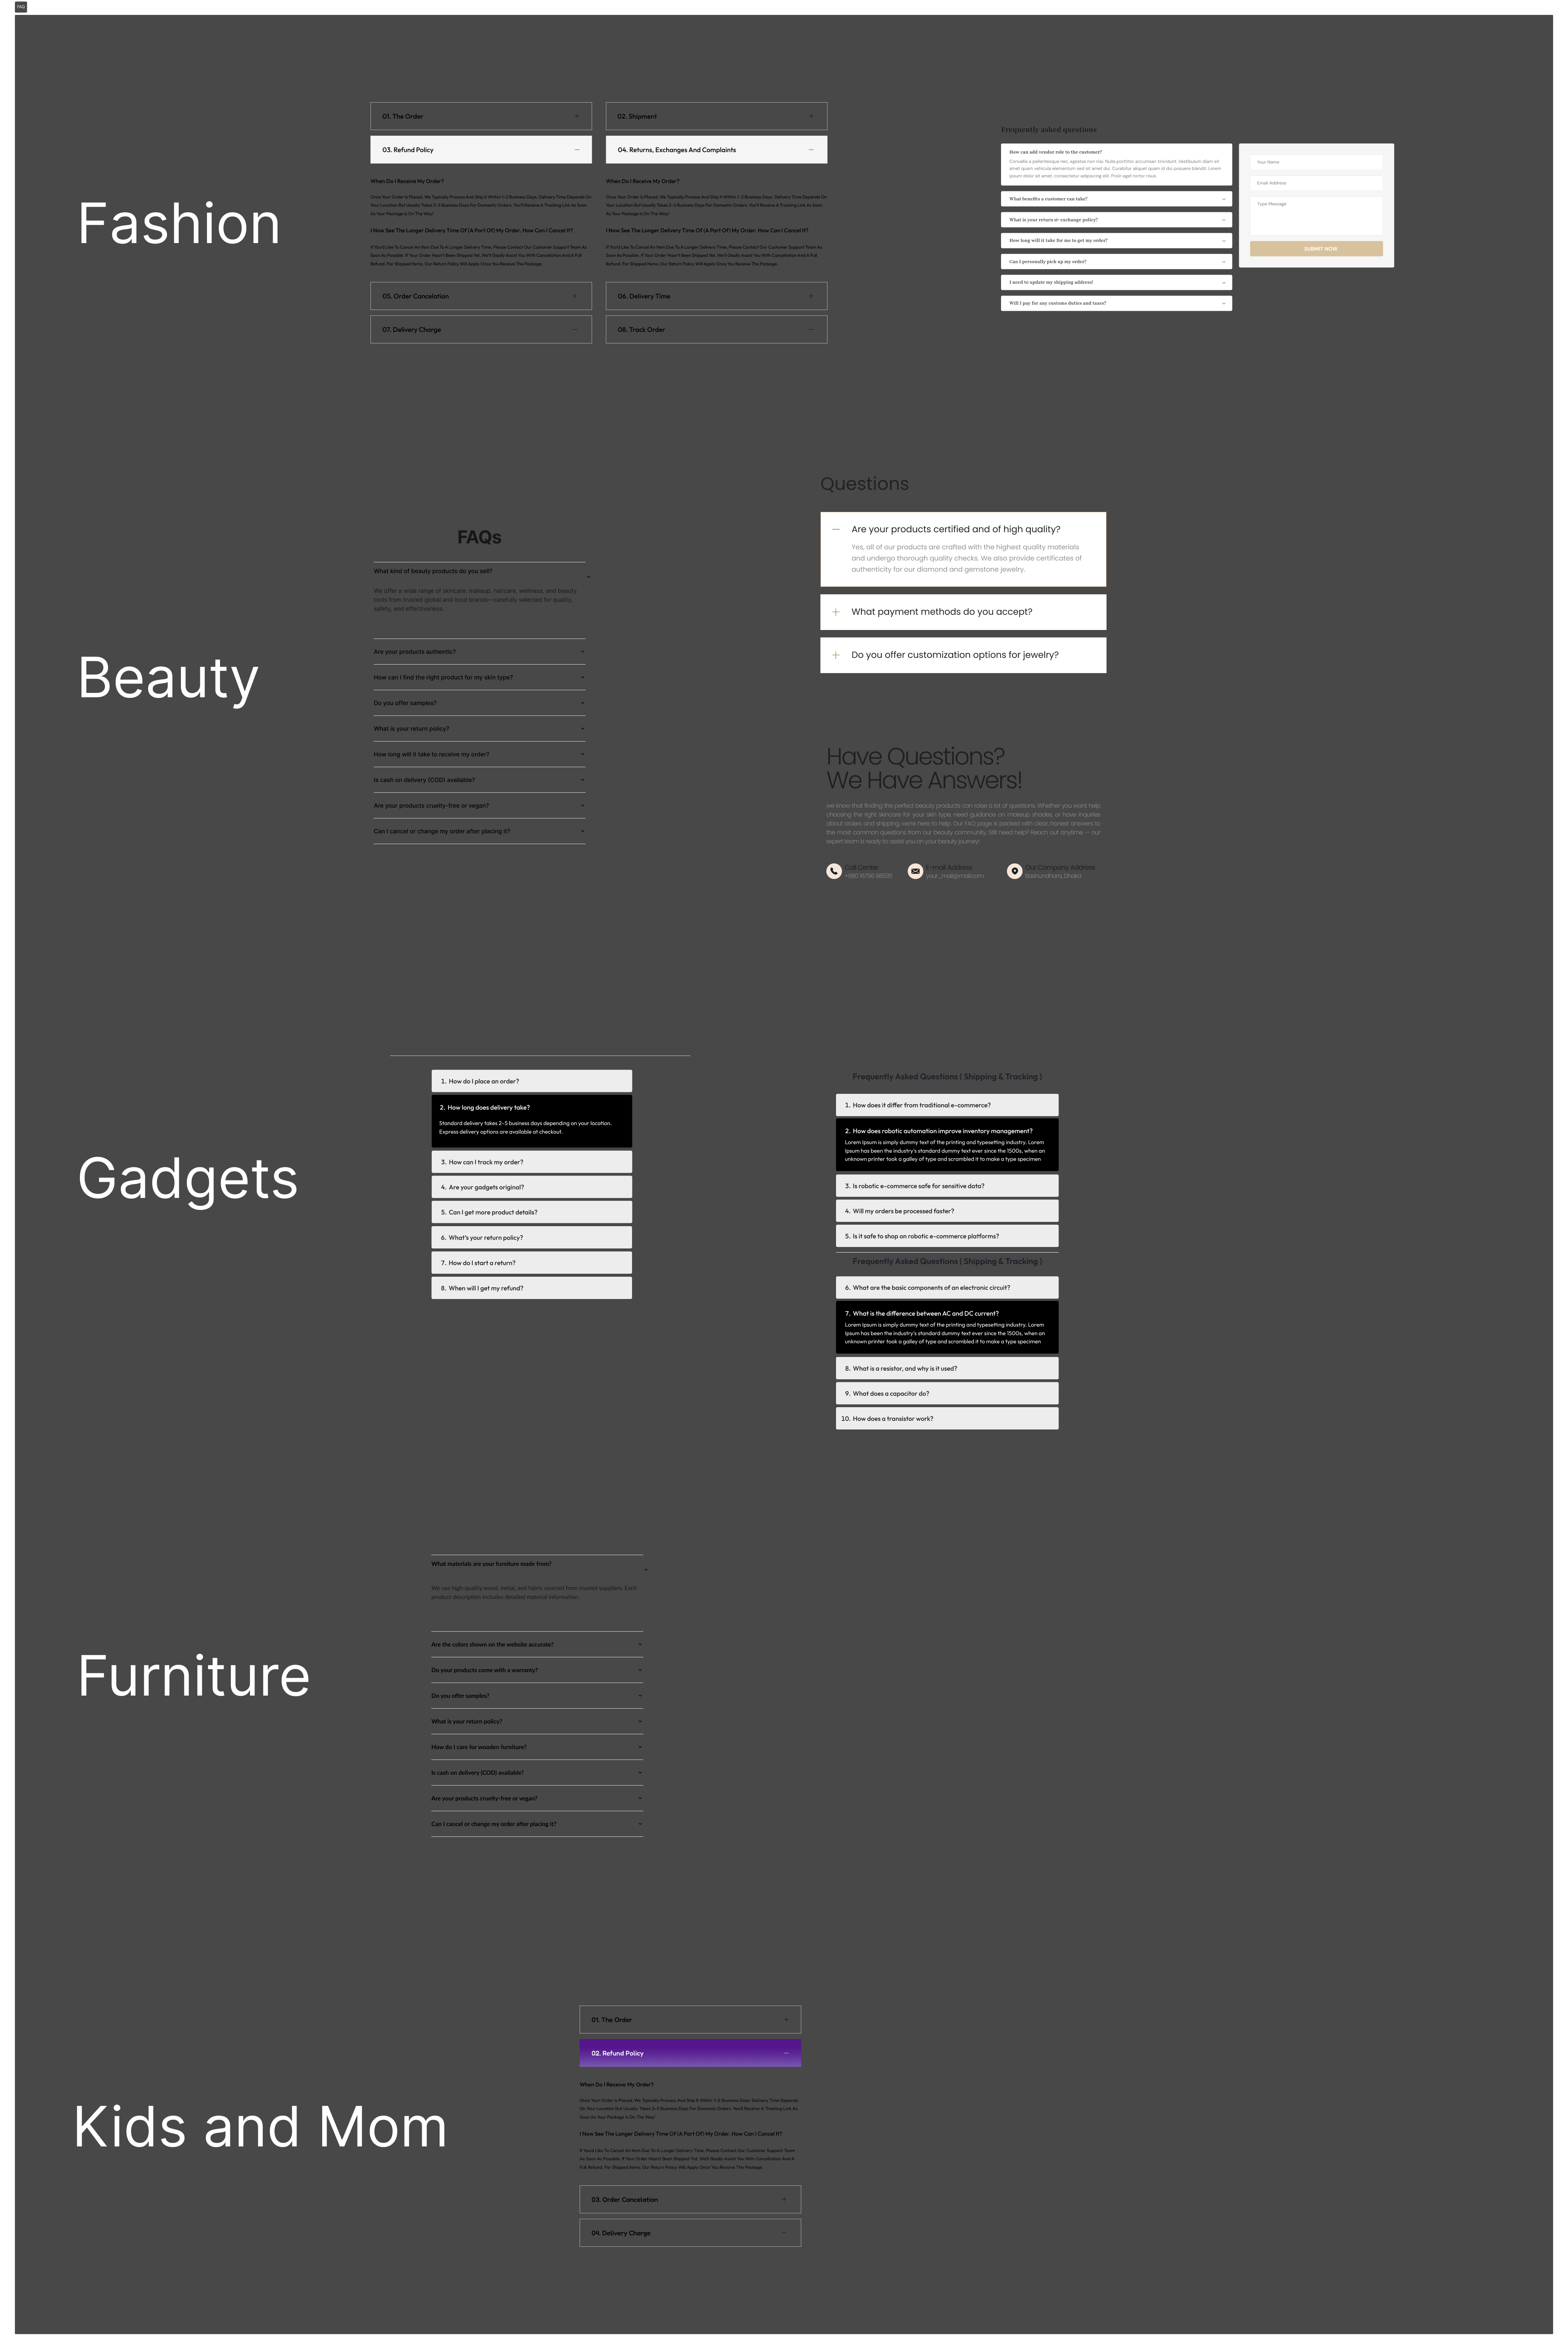 FAQ
Fashion
01. The Order
02. Shipment
03. Refund Policy
04. Returns, Exchanges And Complaints
When Do I Receive My Order?
Once Your Order Is Placed, We Typically Process And Ship It Within 1-2 Business Days. Delivery Time Depends On
Your Location But Usually Takes 3-5 Business Days For Domestic Orders. You'll Receive A Tracking Link As Soon
As Your Package Is On The Way!
I Now See The Longer Delivery Time Of (A Part Of) My Order. How Can I Cancel It?
If You'd Like To Cancel An Item Due To A Longer Delivery Time, Please Contact Our Customer Support Team As
Soon As Possible. If Your Order Hasn't Been Shipped Yet, We'll Gladly Assist You With Cancellation And A Full
Refund. For Shipped Items, Our Return Policy Will Apply Once You Receive The Package.
When Do I Receive My Order?
Once Your Order Is Placed, We Typically Process And Ship It Within 1-2 Business Days. Delivery Time Depends On
Your Location But Usually Takes 3-5 Business Days For Domestic Orders. You'll Receive A Tracking Link As Soon
As Your Package Is On The Way!
I Now See The Longer Delivery Time Of (A Part Of) My Order. How Can I Cancel It?
If You'd Like To Cancel An Item Due To A Longer Delivery Time, Please Contact Our Customer Support Team As
Soon As Possible. If Your Order Hasn't Been Shipped Yet, We'll Gladly Assist You With Cancellation And A Full
Refund. For Shipped Items, Our Return Policy Will Apply Once You Receive The Package.
05. Order Cancelation
06. Delivery Time
07. Delivery Charge
08. Track Order
Frequently asked questions
How can add vendor role to the customer?
Convallis a pellentesque nec, egestas non nisi. Nulla porttitor accumsan tincidunt. Vestibulum diam sit
amet quam vehicula elementum sed sit amet dui. Curabitur aliquet quam id dui posuere blandit. Lorem
ipsum dolor sit amet, consectetur adipiscing elit. Proin eget tortor risus.
What benefits a customer can take?
What is your return & exchange policy?
How long will it take for me to get my order?
Can I personally pick up my order?
I need to update my shipping address!
Will I pay for any customs duties and taxes?
Your Name
Email Address
Type Message
SUBMIT NOW
Beauty
FAQs
What kind of beauty products do you sell?
We offer a wide range of skincare, makeup, haircare, wellness, and beauty
tools from trusted global and local brands—carefully selected for quality,
safety, and effectiveness.
Are your products authentic?
How can I find the right product for my skin type?
Do you offer samples?
What is your return policy?
How long will it take to receive my order?
Is cash on delivery (COD) available?
Are your products cruelty-free or vegan?
Can I cancel or change my order after placing it?
Questions
Are your products certified and of high quality?
Yes, all of our products are crafted with the highest quality materials
and undergo thorough quality checks. We also provide certificates of
authenticity for our diamond and gemstone jewelry.
What payment methods do you accept?
Do you offer customization options for jewelry?
Have Questions?
We Have Answers!
we know that finding the perfect beauty products can raise a lot of questions. Whether you want help
choosing the right skincare for your skin type, need guidance on makeup shades, or have inquiries
about orders and shipping, we're here to help. Our FAQ page is packed with clear, honest answers to
the most common questions from our beauty community. Still need help? Reach out anytime — our
expert team is ready to assist you on your beauty journey!
Call Center
E-mail Address
your_mail@mail.com
Our Company Address
Bashundhara, Dhaka
Gadgets
1. How do I place an order?
2. How long does delivery take?
Standard delivery takes 2–5 business days depending on your location.
Express delivery options are available at checkout.
3. How can I track my order?
4. Are your gadgets original?
5. Can I get more product details?
6. What's your return policy?
7. How do I start a return?
8. When will I get my refund?
Frequently Asked Questions ( Shipping & Tracking )
1. How does it differ from traditional e-commerce?
2. How does robotic automation improve inventory management?
Lorem Ipsum is simply dummy text of the printing and typesetting industry. Lorem
Ipsum has been the industry's standard dummy text ever since the 1500s, when an
unknown printer took a galley of type and scrambled it to make a type specimen
3. Is robotic e-commerce safe for sensitive data?
4. Will my orders be processed faster?
5. Is it safe to shop on robotic e-commerce platforms?
Frequently Asked Questions ( Shipping & Tracking )
6. What are the basic components of an electronic circuit?
7. What is the difference between AC and DC current?
Lorem Ipsum is simply dummy text of the printing and typesetting industry. Lorem
Ipsum has been the industry's standard dummy text ever since the 1500s, when an
unknown printer took a galley of type and scrambled it to make a type specimen
8. What is a resistor, and why is it used?
9. What does a capacitor do?
10. How does a transistor work?
Furniture
What materials are your furniture made from?
We use high-quality wood, metal, and fabric sourced from trusted suppliers. Each
product description includes detailed material information.
Are the colors shown on the website accurate?
Do your products come with a warranty?
Do you offer samples?
What is your return policy?
How do I care for wooden furniture?
Is cash on delivery (COD) available?
Are your products cruelty-free or vegan?
Can I cancel or change my order after placing it?
Kids and Mom
01. The Order
02. Refund Policy
When Do I Receive My Order?
Once Your Order Is Placed, We Typically Process And Ship It Within 1-2 Business Days. Delivery Time Depends
On Your Location But Usually Takes 3-5 Business Days For Domestic Orders. You'll Receive A Tracking Link As
Soon As Your Package Is On The Way!
I Now See The Longer Delivery Time Of (A Part Of) My Order. How Can I Cancel It?
If You'd Like To Cancel An Item Due To A Longer Delivery Time, Please Contact Our Customer Support Team
As Soon As Possible. If Your Order Hasn't Been Shipped Yet, We'll Gladly Assist You With Cancellation And A
Full Refund. For Shipped Items, Our Return Policy Will Apply Once You Receive The Package.
03. Order Cancelation
04. Delivery Charge